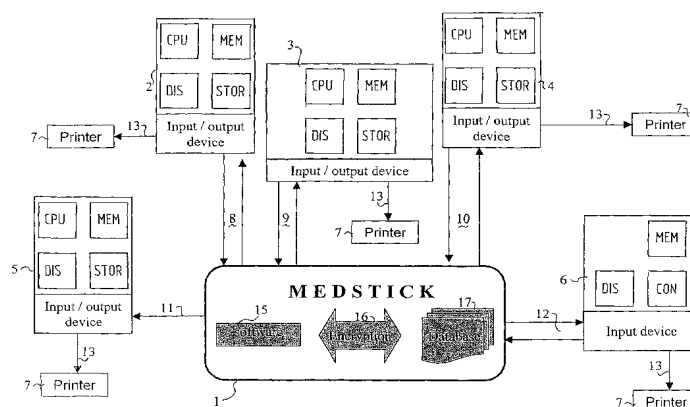 3
CPU MEM
2
DIS STOR
Input / output device
13
7 Printer
CPU MEM
DIS STOR
Input / output device
13
7 Printer
CPU MEM
DIS STOR
4
Input / output device
13
7
Printer
8
9
10
CPU MEM
5
DIS STOR
Input / output device
11
13
7 Printer
MEDSTICK
15
Software
16
Encryption
17
Database
1
MEM
6
DIS CON
Input device
12
13
7 Printer